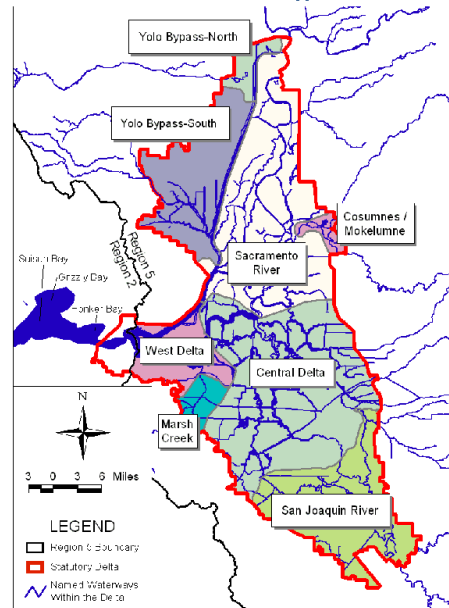 Yolo Bypass-North
Yolo Bypass-South
Cosumnes /
Mokelumne
Region 5
Region 2
Sacramento
River
Suisun Bay
Grizzly Bay
Honker Bay
West Delta
Central Delta
Marsh
Creek
N
3 0 3 6 Miles
San Joaquin River
LEGEND
Region 5 Boundary
Statutory Delta
Named Waterways
Within the Delta